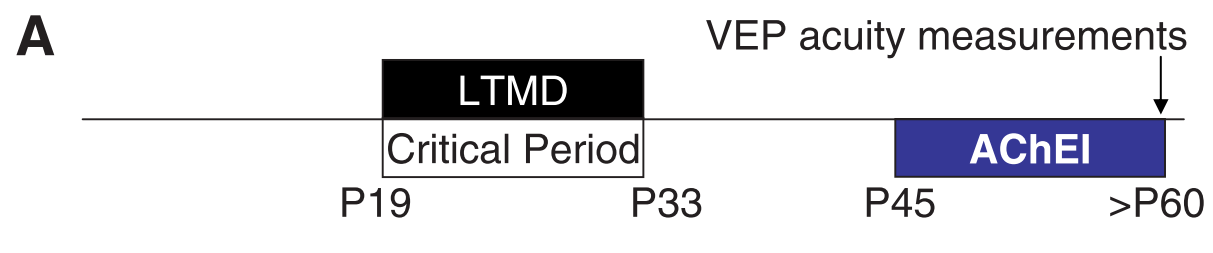 A
VEP acuity measurements
LTMD
Critical Period
AChEI
P19
P33
P45
>P60